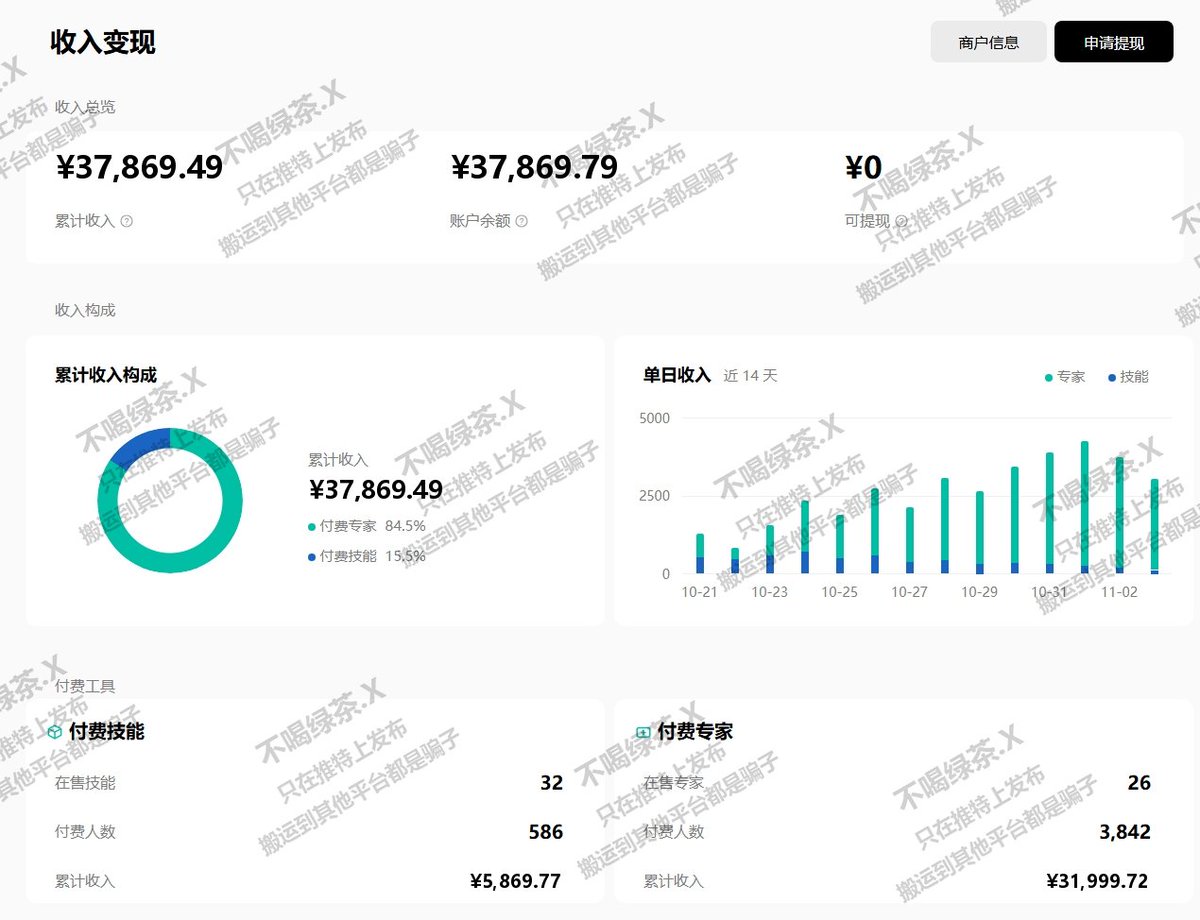 收入变现
商户信息
申请提现
收入总览
¥37,869.49
¥37,869.79
¥0
累计收入
账户余额
可提现
收入构成
累计收入构成
累计收入
¥37,869.49
付费专家 84.5%
付费技能 15.5%
单日收入 近 14 天
专家 技能
5000
2500
0
10-21 10-23 10-25 10-27 10-29 10-31 11-02
付费工具
付费技能
在售技能 32
付费人数 586
累计收入 ¥5,869.77
付费专家
在售专家 26
付费人数 3,842
累计收入 ¥31,999.72
不喝绿茶.X
只在推特上发布
搬运到其他平台都是骗子